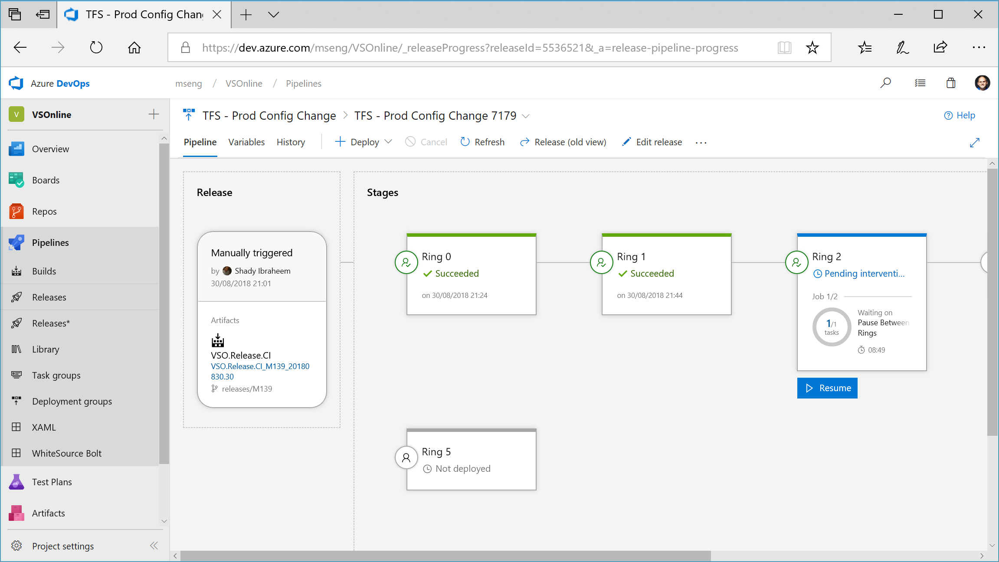 TFS - Prod Config Chan
https://dev.azure.com/mseng/VSOnline/_releaseProgress?releaseId=5536521&_a=release-pipeline-progress
Azure DevOps
mseng / VSOnline / Pipelines
V VSOnline
Overview
Boards
Repos
Pipelines
Builds
Releases
Releases*
Library
Task groups
Deployment groups
XAML
WhiteSource Bolt
Test Plans
Artifacts
Project settings
TFS - Prod Config Change > TFS - Prod Config Change 7179
Help
Pipeline Variables History Deploy Cancel Refresh Release (old view) Edit release ...
Release
Manually triggered
by Shady Ibraheem
30/08/2018 21:01
Artifacts
VSO.Release.CI
VSO.Release.CI_M139_20180
830.30
releases/M139
Stages
Ring 0
Succeeded
on 30/08/2018 21:24
Ring 1
Succeeded
on 30/08/2018 21:44
Ring 2
Pending interventi...
Job 1/2
1/1
tasks
Waiting on
Pause Between
Rings
08:49
Resume
Ring 5
Not deployed